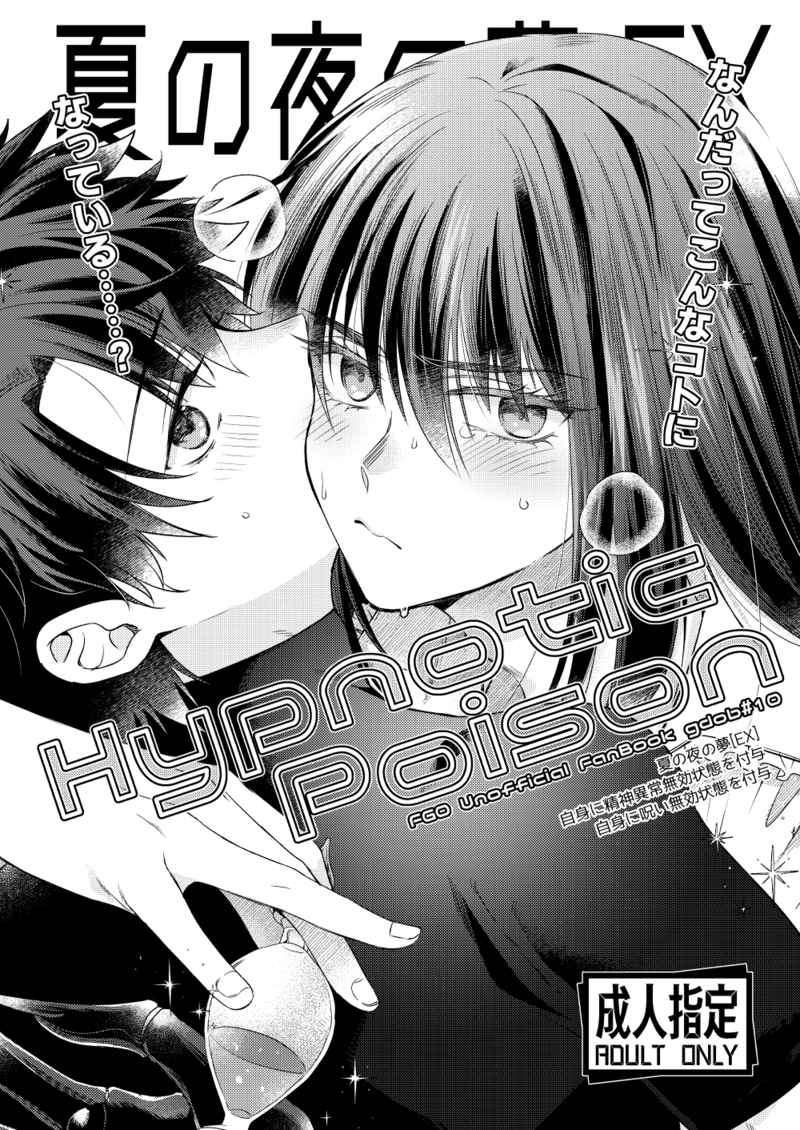 夏の夜の夢 EX
なんだってこんなコトに
なっている……?
Hypnotic
Poison
FGO Unofficial FanBook gdob#10
夏の夜の夢[EX]
自身に精神異常無効状態を付与
自身に呪い無効状態を付与
成人指定
ADULT ONLY